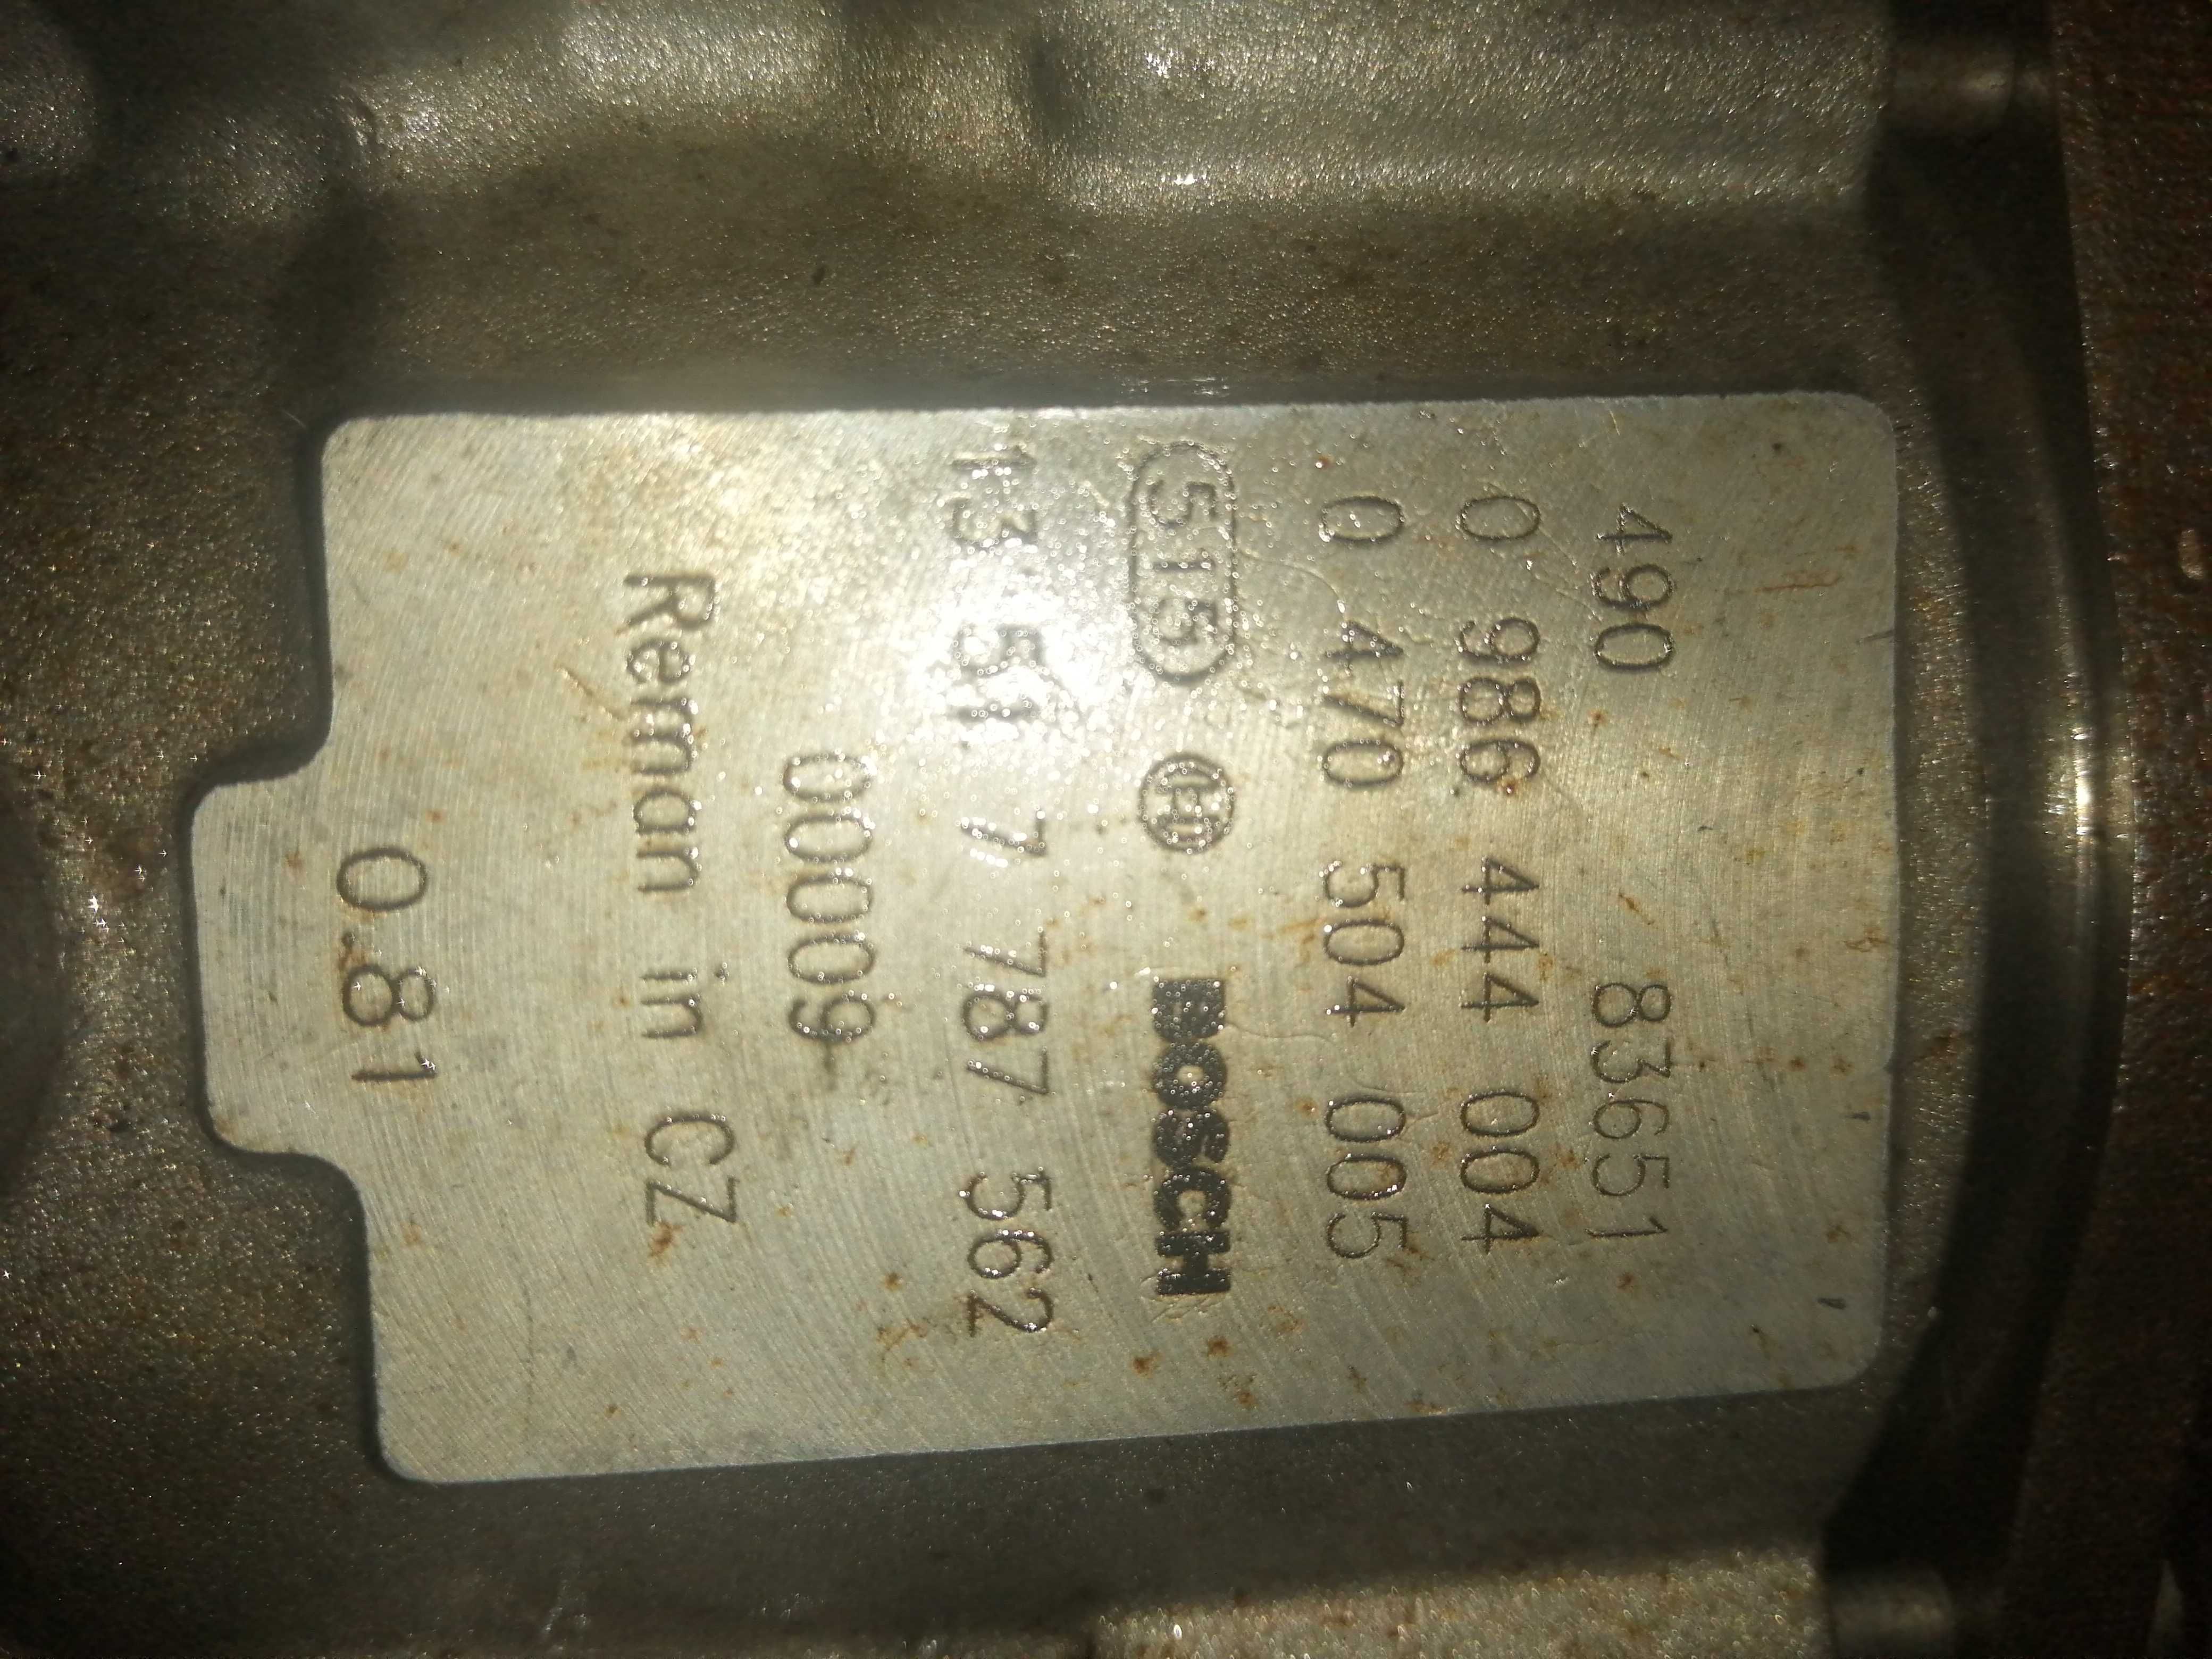 490 83651
0 986 444 004
0 470 504 005
515 BOSCH
13 51 7 787 562
00009
Reman in CZ
0.81